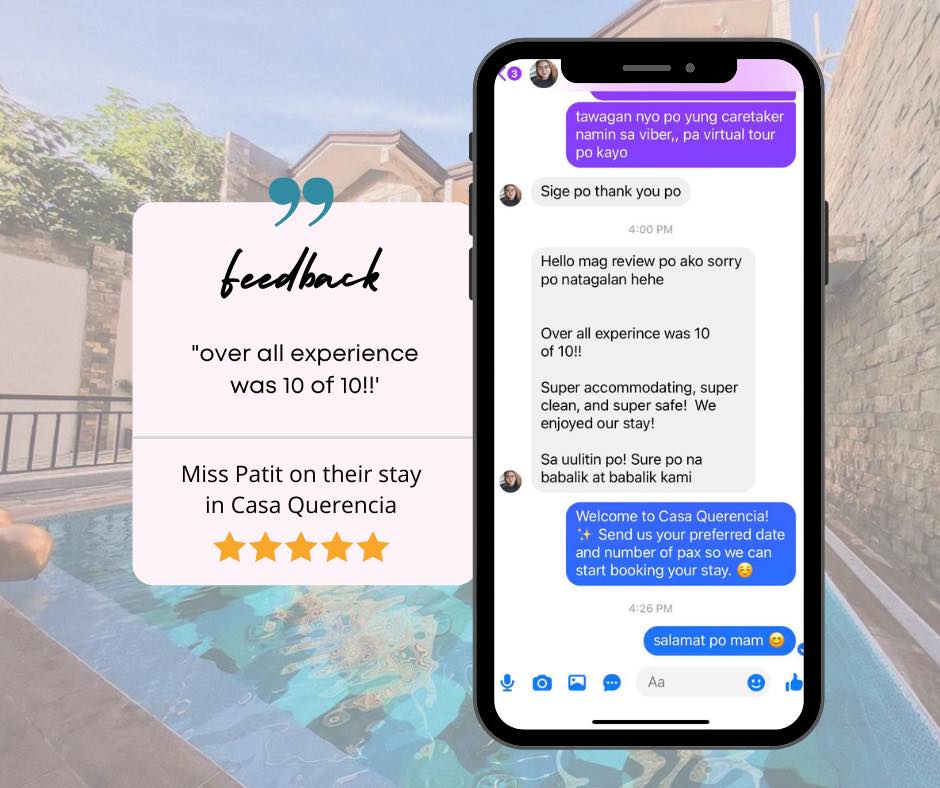 feedback
"over all experience
was 10 of 10!!'
Miss Patit on their stay
in Casa Querencia
3
tawagan nyo po yung caretaker
namin sa viber,, pa virtual tour
po kayo
Sige po thank you po
4:00 PM
Hello mag review po ako sorry
po natagalan hehe
Over all experince was 10
of 10!!
Super accommodating, super
clean, and super safe!  We
enjoyed our stay!
Sa uulitin po! Sure po na
babalik at babalik kami
Welcome to Casa Querencia!
✨ Send us your preferred date
and number of pax so we can
start booking your stay. ☺️
4:26 PM
salamat po mam 😊
Aa